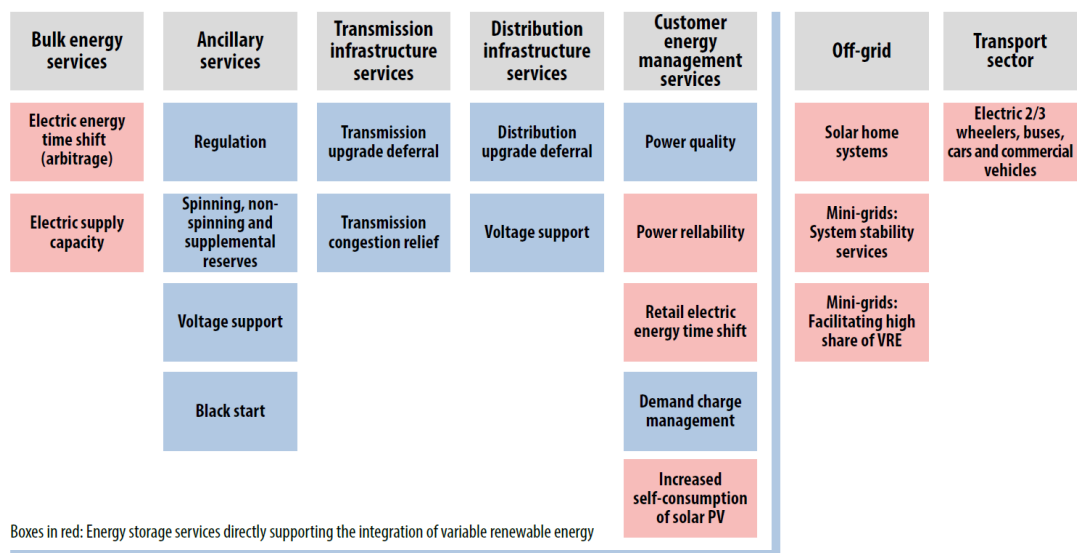 Bulk energy
services
Ancillary
services
Transmission
infrastructure
services
Distribution
infrastructure
services
Customer
energy
management
services
Off-grid
Transport
sector
Electric energy
time shift
(arbitrage)
Regulation
Transmission
upgrade deferral
Distribution
upgrade deferral
Power quality
Solar home
systems
Electric 2/3
wheelers, buses,
cars and commercial
vehicles
Electric supply
capacity
Spinning, non-
spinning and
supplemental
reserves
Transmission
congestion relief
Voltage support
Power rellability
Mini-grids:
System stability
services
Voltage support
Retail electric
energy time shift
Mini-grids:
Facilitating high
share of VRE
Black start
Demand charge
management
Increased
self-consumption
of solar PV
Boxes in red: Energy storage services directly supporting the integration of variable renewable energy